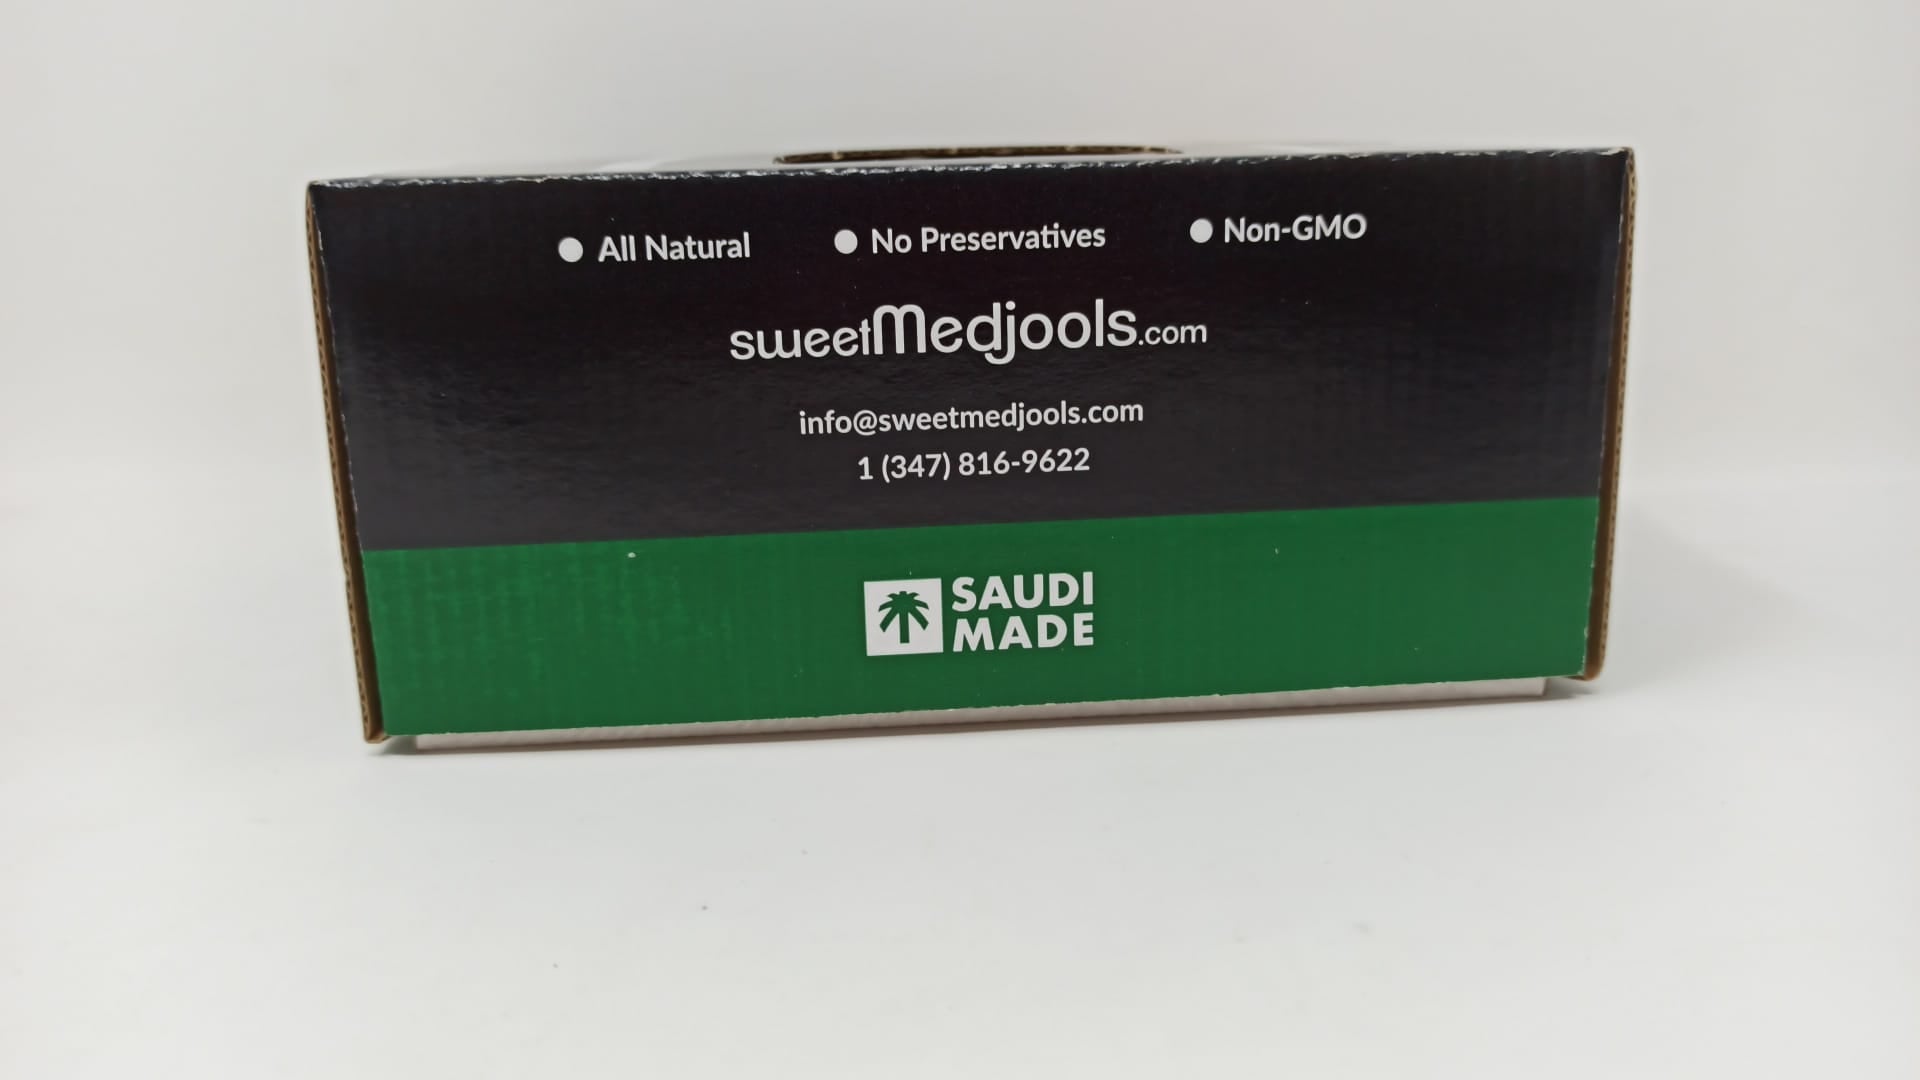 ● All Natural ● No Preservatives ● Non-GMO
sweetMedjools.com
info@sweetmedjools.com
1 (347) 816-9622
SAUDI
MADE